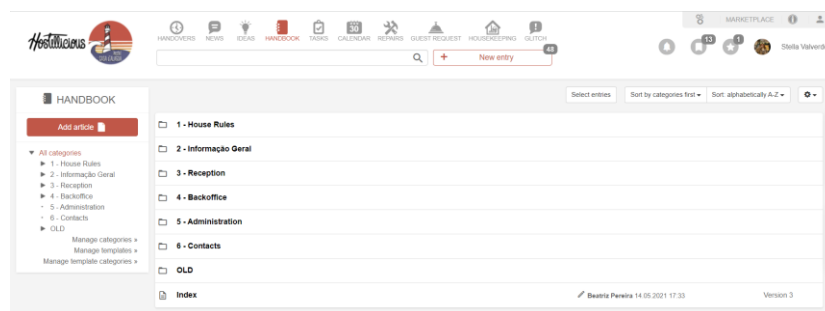 MARKETPLACE
Hostellicious
HANDOVERS NEWS IDEAS HANDBOOK TASKS CALENDAR REPAIRS GUEST REQUEST HOUSEKEEPING GLITCH
30
48
+ New entry
13
1
Stella Valverd
HANDBOOK
Add article
All categories
1 - House Rules
2 - Informação Geral
3 - Reception
4 - Backoffice
5 - Administration
6 - Contacts
OLD
Manage categories »
Manage templates »
Manage template categories »
Select entries
Sort by categories first
Sort: alphabetically A-Z
1 - House Rules
2 - Informação Geral
3 - Reception
4 - Backoffice
5 - Administration
6 - Contacts
OLD
Index
Beatriz Pereira 14.05.2021 17:33
Version 3